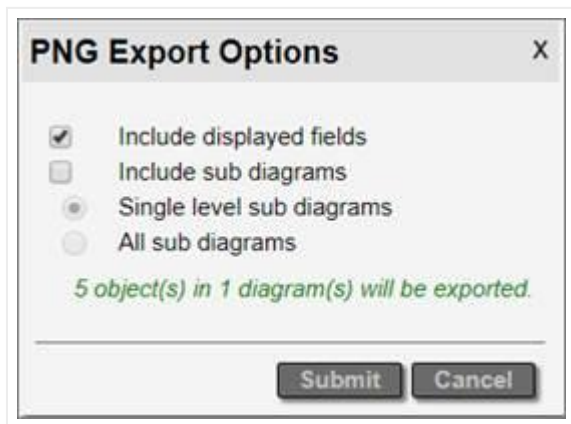 PNG Export Options X
Include displayed fields
Include sub diagrams
Single level sub diagrams
All sub diagrams
5 object(s) in 1 diagram(s) will be exported.
Submit Cancel